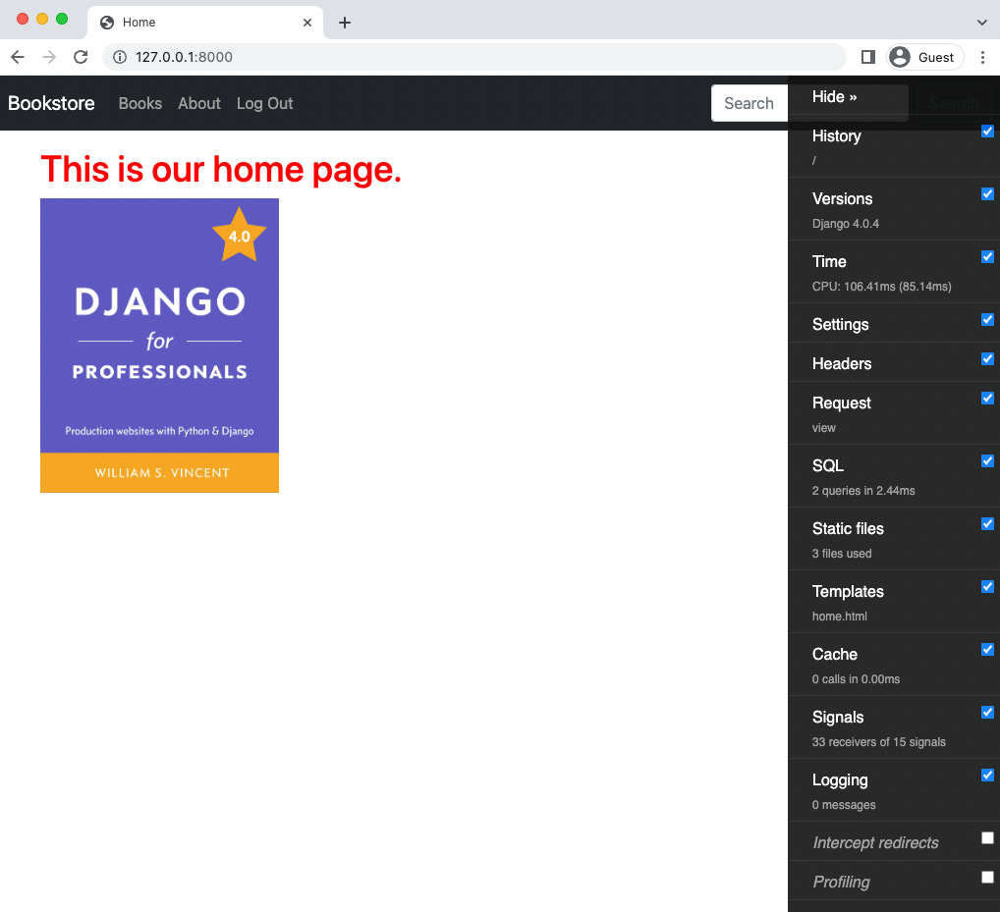 Home
127.0.0.1:8000
Guest
Bookstore Books About Log Out Search Search
This is our home page.
4.0
DJANGO
for
PROFESSIONALS
Production websites with Python & Django
WILLIAM S. VINCENT
Hide »
History
/
Versions
Django 4.0.4
Time
CPU: 106.41ms (85.14ms)
Settings
Headers
Request
view
SQL
2 queries in 2.44ms
Static files
3 files used
Templates
home.html
Cache
0 calls in 0.00ms
Signals
33 receivers of 15 signals
Logging
0 messages
Intercept redirects
Profiling